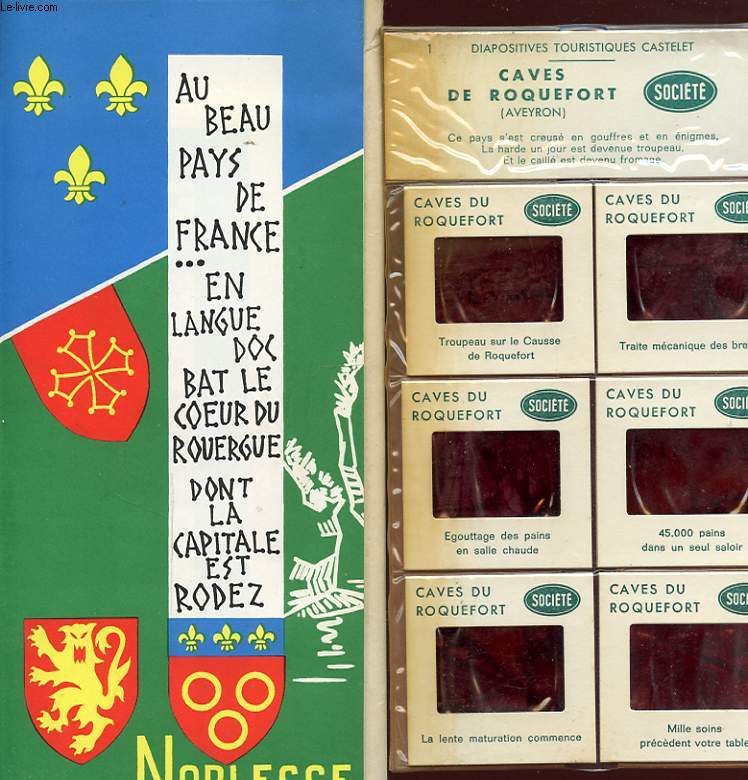 Le-livre.com
AU
BEAU
PAYS
DE
FRANCE
...
EN
LANGUE
DOC
BAT LE
COEUR DU
ROUERGUE
DONT
LA
CAPITALE
EST
RODEZ
NOBLESSE
1 DIAPOSITIVES TOURISTIQUES CASTELET
CAVES
DE ROQUEFORT
(AVEYRON)
SOCIÉTÉ
Ce pays s'est creusé en gouffres et en énigmes,
La harde un jour est devenue troupeau,
Et le caillé est devenu fromage
CAVES DU
ROQUEFORT
SOCIÉTÉ
Troupeau sur le Causse
de Roquefort
CAVES DU
ROQUEFORT
SOCIÉ
Traite mécanique des bre
CAVES DU
ROQUEFORT
SOCIÉTÉ
Egouttage des pains
en salle chaude
CAVES DU
ROQUEFORT
SOCI
45.000 pains
dans un seul saloir
CAVES DU
ROQUEFORT
SOCIÉTÉ
La lente maturation commence
CAVES DU
ROQUEFORT
SOCI
Mille soins
précèdent votre table